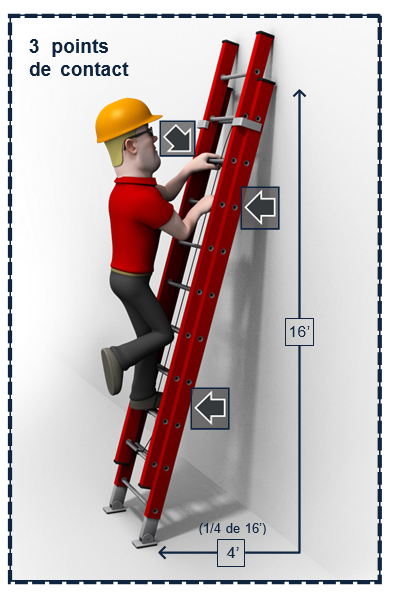 3 points
de contact
16’
(1/4 de 16’)
4’